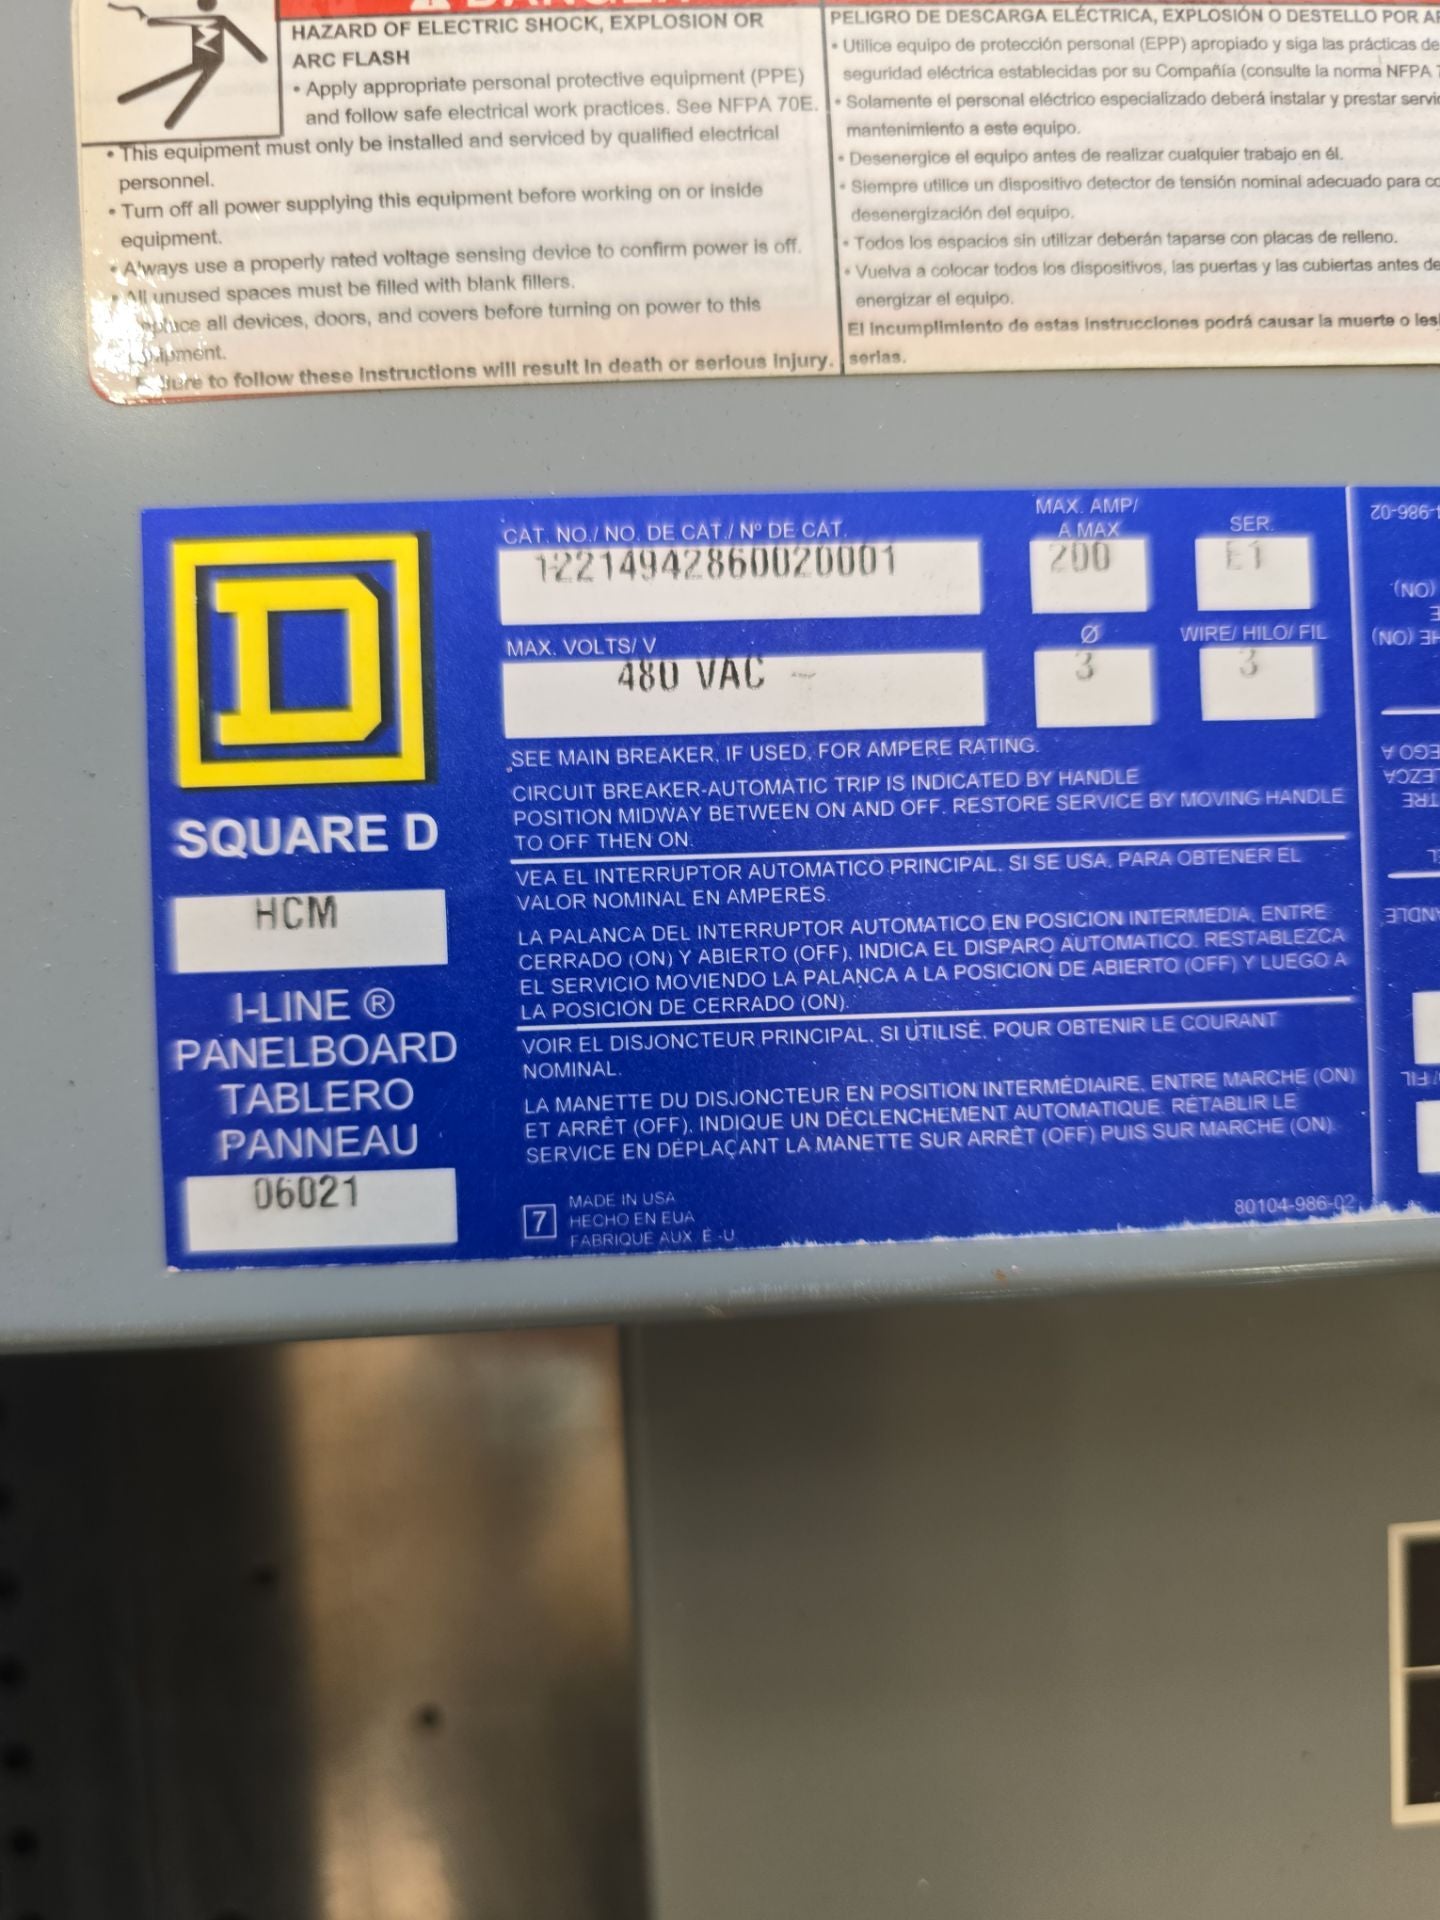 HAZARD OF ELECTRIC SHOCK, EXPLOSION OR
ARC FLASH
• Apply appropriate personal protective equipment (PPE)
and follow safe electrical work practices. See NFPA 70E.
• This equipment must only be installed and serviced by qualified electrical
personnel.
• Turn off all power supplying this equipment before working on or inside
equipment.
• Always use a properly rated voltage sensing device to confirm power is off.
All unused spaces must be filled with blank fillers.
all devices, doors, and covers before turning on power to this
to follow these instructions will result in death or serious injury.
PELIGRO DE DESCARGA ELÉCTRICA, EXPLOSIÓN O DESTELLO POR
• Utilice equipo de protección personal (EPP) apropiado y siga las prácticas de
seguridad eléctrica establecidas por su Compañía (consulte la norma NFPA
• Solamente el personal eléctrico especializado deberá instalar y prestar
mantenimiento a este equipo.
• Desenergice el equipo antes de realizar cualquier trabajo en él.
• Siempre utilice un dispositivo detector de tensión nominal adecuado para
desenergización del equipo.
• Todos los espacios sin utilizar deberán taparse con placas de relleno.
• Vuelva a colocar todos los dispositivos, las puertas y las cubiertas antes de
energizar el equipo.
El incumplimiento de estas instrucciones podrá causar la muerte o
serias.
SQUARE D
HCM
I-LINE ®
PANELBOARD
TABLERO
PANNEAU
06021
CAT. NO./ NO. DE CAT./ Nº DE CAT.
12214942860020001
MAX. AMP/
A MAX
200
SER.
E1
MAX. VOLTS/ V
480 VAC
Ø
3
WIRE/ HILO/ FIL
3
SEE MAIN BREAKER, IF USED, FOR AMPERE RATING.
CIRCUIT BREAKER-AUTOMATIC TRIP IS INDICATED BY HANDLE
POSITION MIDWAY BETWEEN ON AND OFF. RESTORE SERVICE BY MOVING HANDLE
TO OFF THEN ON.
VEA EL INTERRUPTOR AUTOMATICO PRINCIPAL, SI SE USA, PARA OBTENER EL
VALOR NOMINAL EN AMPERES.
LA PALANCA DEL INTERRUPTOR AUTOMATICO EN POSICION INTERMEDIA, ENTRE
CERRADO (ON) Y ABIERTO (OFF), INDICA EL DISPARO AUTOMATICO. RESTABLEZCA
EL SERVICIO MOVIENDO LA PALANCA A LA POSICION DE ABIERTO (OFF) Y LUEGO A
LA POSICION DE CERRADO (ON).
VOIR EL DISJONCTEUR PRINCIPAL, SI UTILISÉ, POUR OBTENIR LE COURANT
NOMINAL.
LA MANETTE DU DISJONCTEUR EN POSITION INTERMÉDIAIRE, ENTRE MARCHE (ON)
ET ARRÊT (OFF), INDIQUE UN DÉCLENCHEMENT AUTOMATIQUE. RÉTABLIR LE
SERVICE EN DÉPLAÇANT LA MANETTE SUR ARRÊT (OFF) PUIS SUR MARCHE (ON).
7
MADE IN USA
HECHO EN EUA
FABRIQUÉ AUX É.-U.
80104-986-02